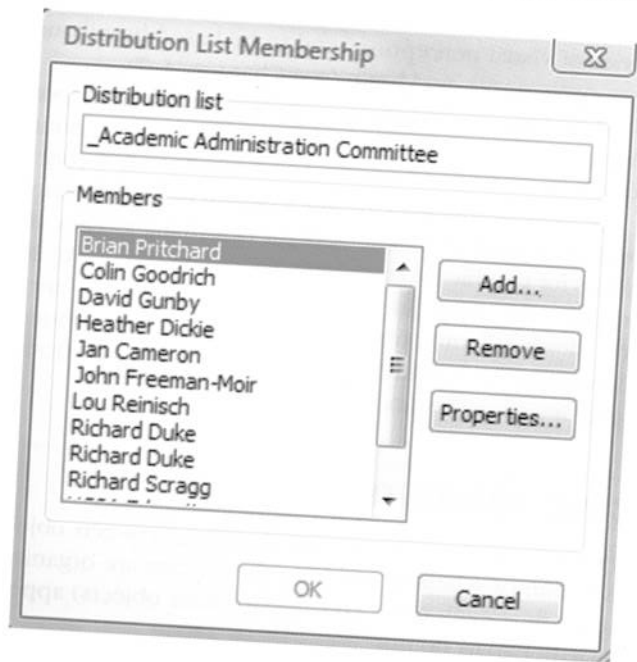 Distribution List Membership
Distribution list
_Academic Administration Committee
Members
Brian Pritchard
Colin Goodrich
David Gunby
Heather Dickie
Jan Cameron
John Freeman-Moir
Lou Reinisch
Richard Duke
Richard Duke
Richard Scragg
Add...
Remove
Properties...
OK
Cancel